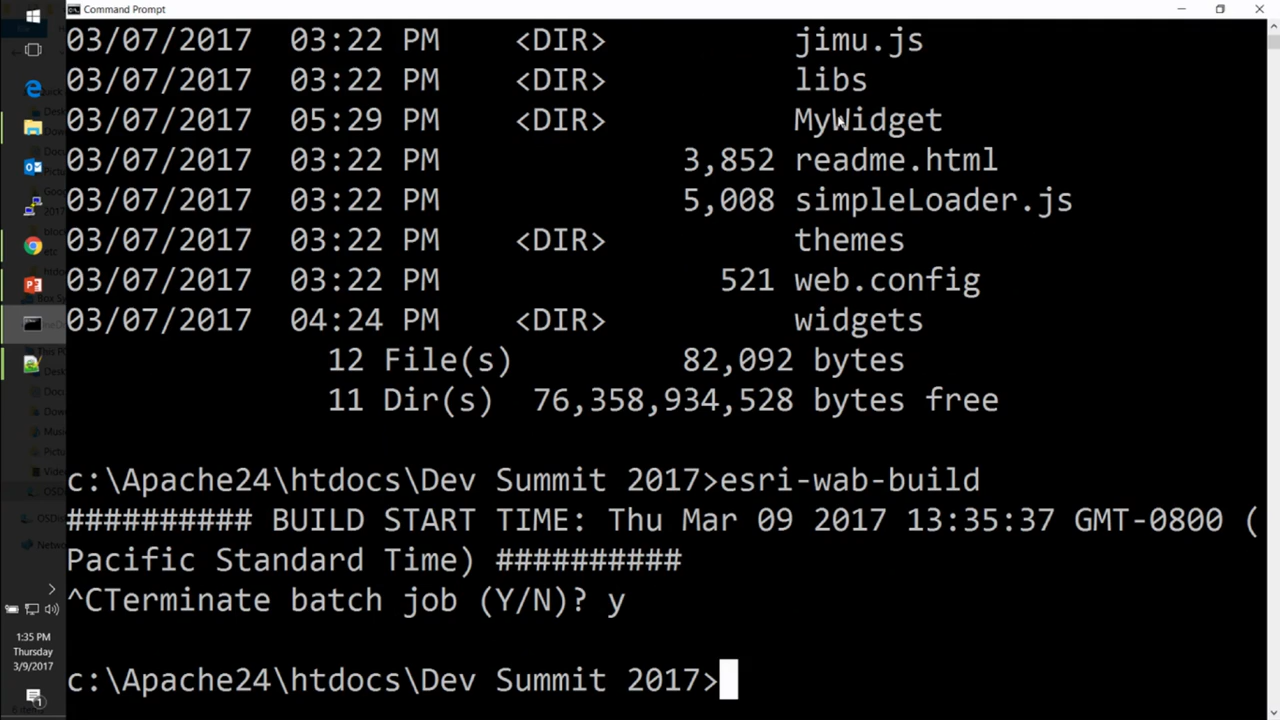 Command Prompt
03/07/2017 03:22 PM <DIR> jimu.js
03/07/2017 03:22 PM <DIR> libs
03/07/2017 05:29 PM <DIR> MyWidget
03/07/2017 03:22 PM 3,852 readme.html
03/07/2017 03:22 PM 5,008 simpleLoader.js
03/07/2017 03:22 PM <DIR> themes
03/07/2017 03:22 PM 521 web.config
03/07/2017 04:24 PM <DIR> widgets
12 File(s) 82,092 bytes
11 Dir(s) 76,358,934,528 bytes free
c:\Apache24\htdocs\Dev Summit 2017>esri-wab-build
########## BUILD START TIME: Thu Mar 09 2017 13:35:37 GMT-0800 (
Pacific Standard Time) ##########
^CTerminate batch job (Y/N)? y
c:\Apache24\htdocs\Dev Summit 2017>
1:35 PM
Thursday
3/9/2017